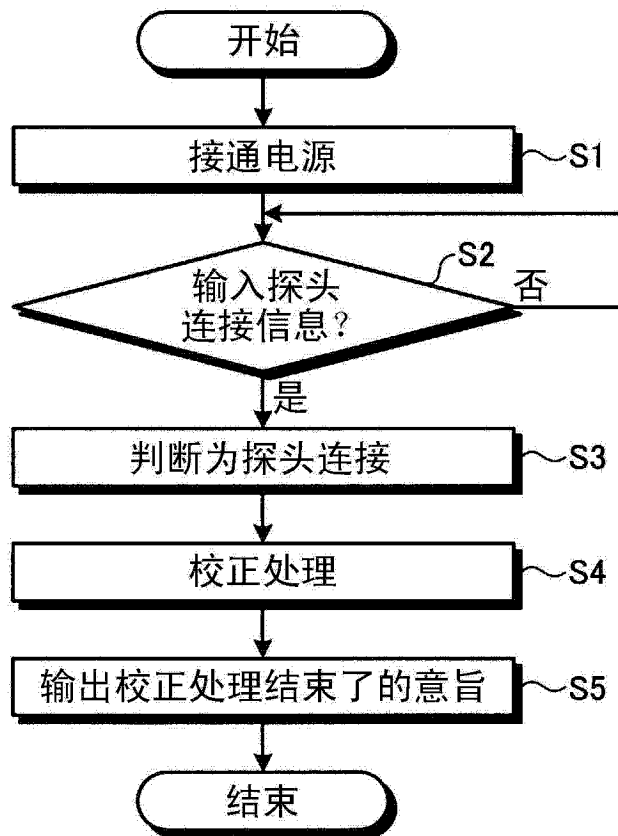 开始
接通电源
S1
S2
输入探头
连接信息?
否
是
判断为探头连接
S3
校正处理
S4
输出校正处理结束了的意旨
S5
结束